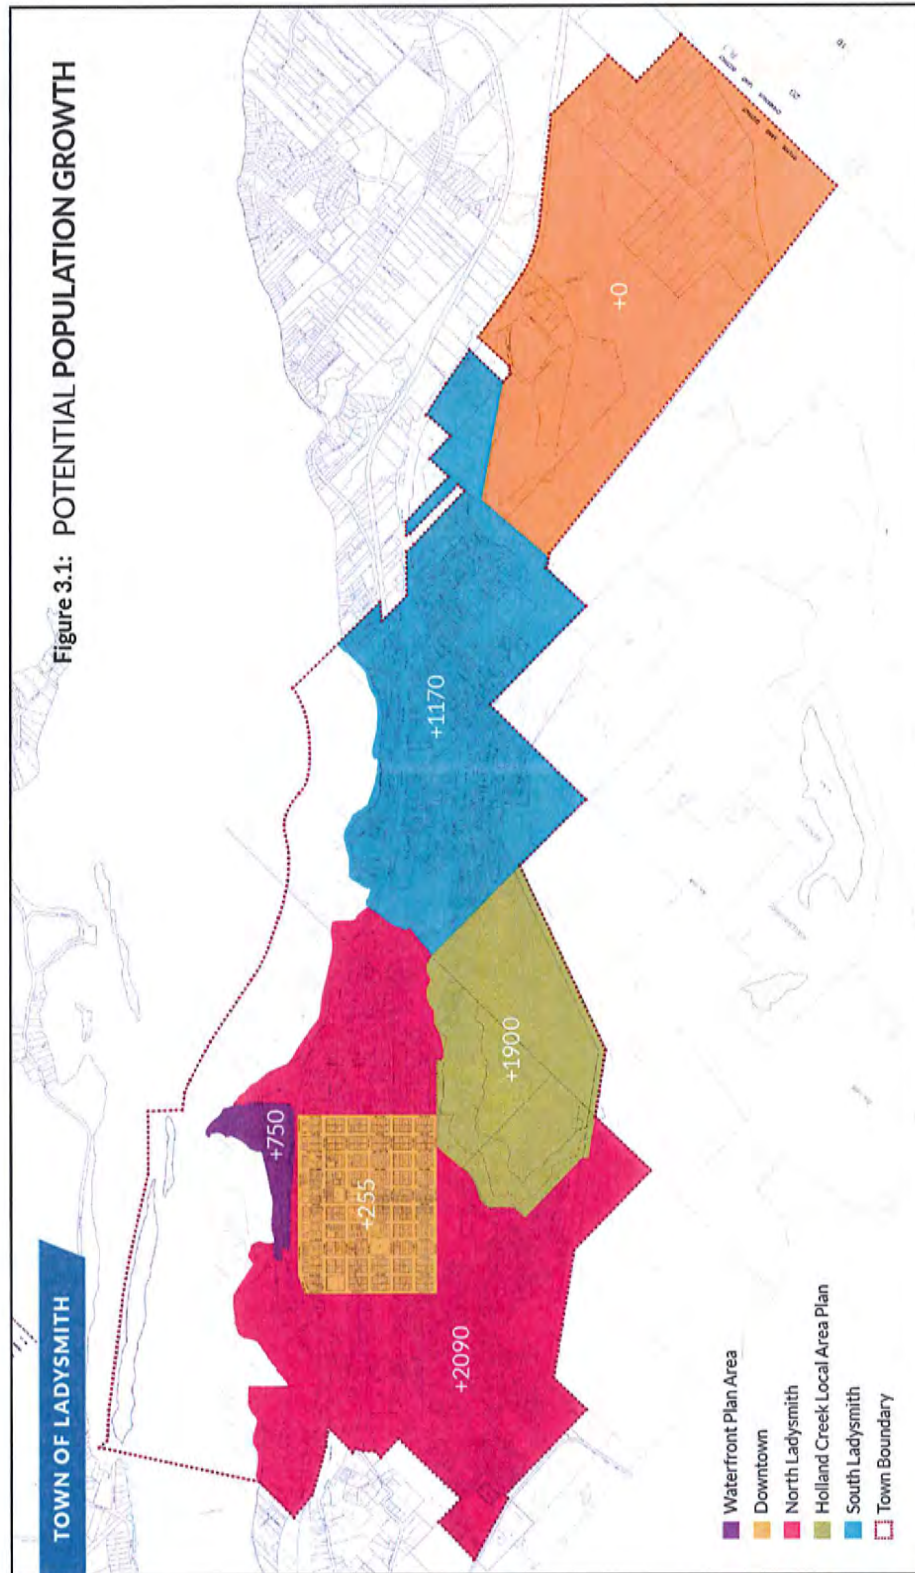 TOWN OF LADYSMITH
Figure 3.1: POTENTIAL POPULATION GROWTH
+750
+255
+2090
+1900
+1170
+0
Waterfront Plan Area
Downtown
North Ladysmith
Holland Creek Local Area Plan
South Ladysmith
Town Boundary